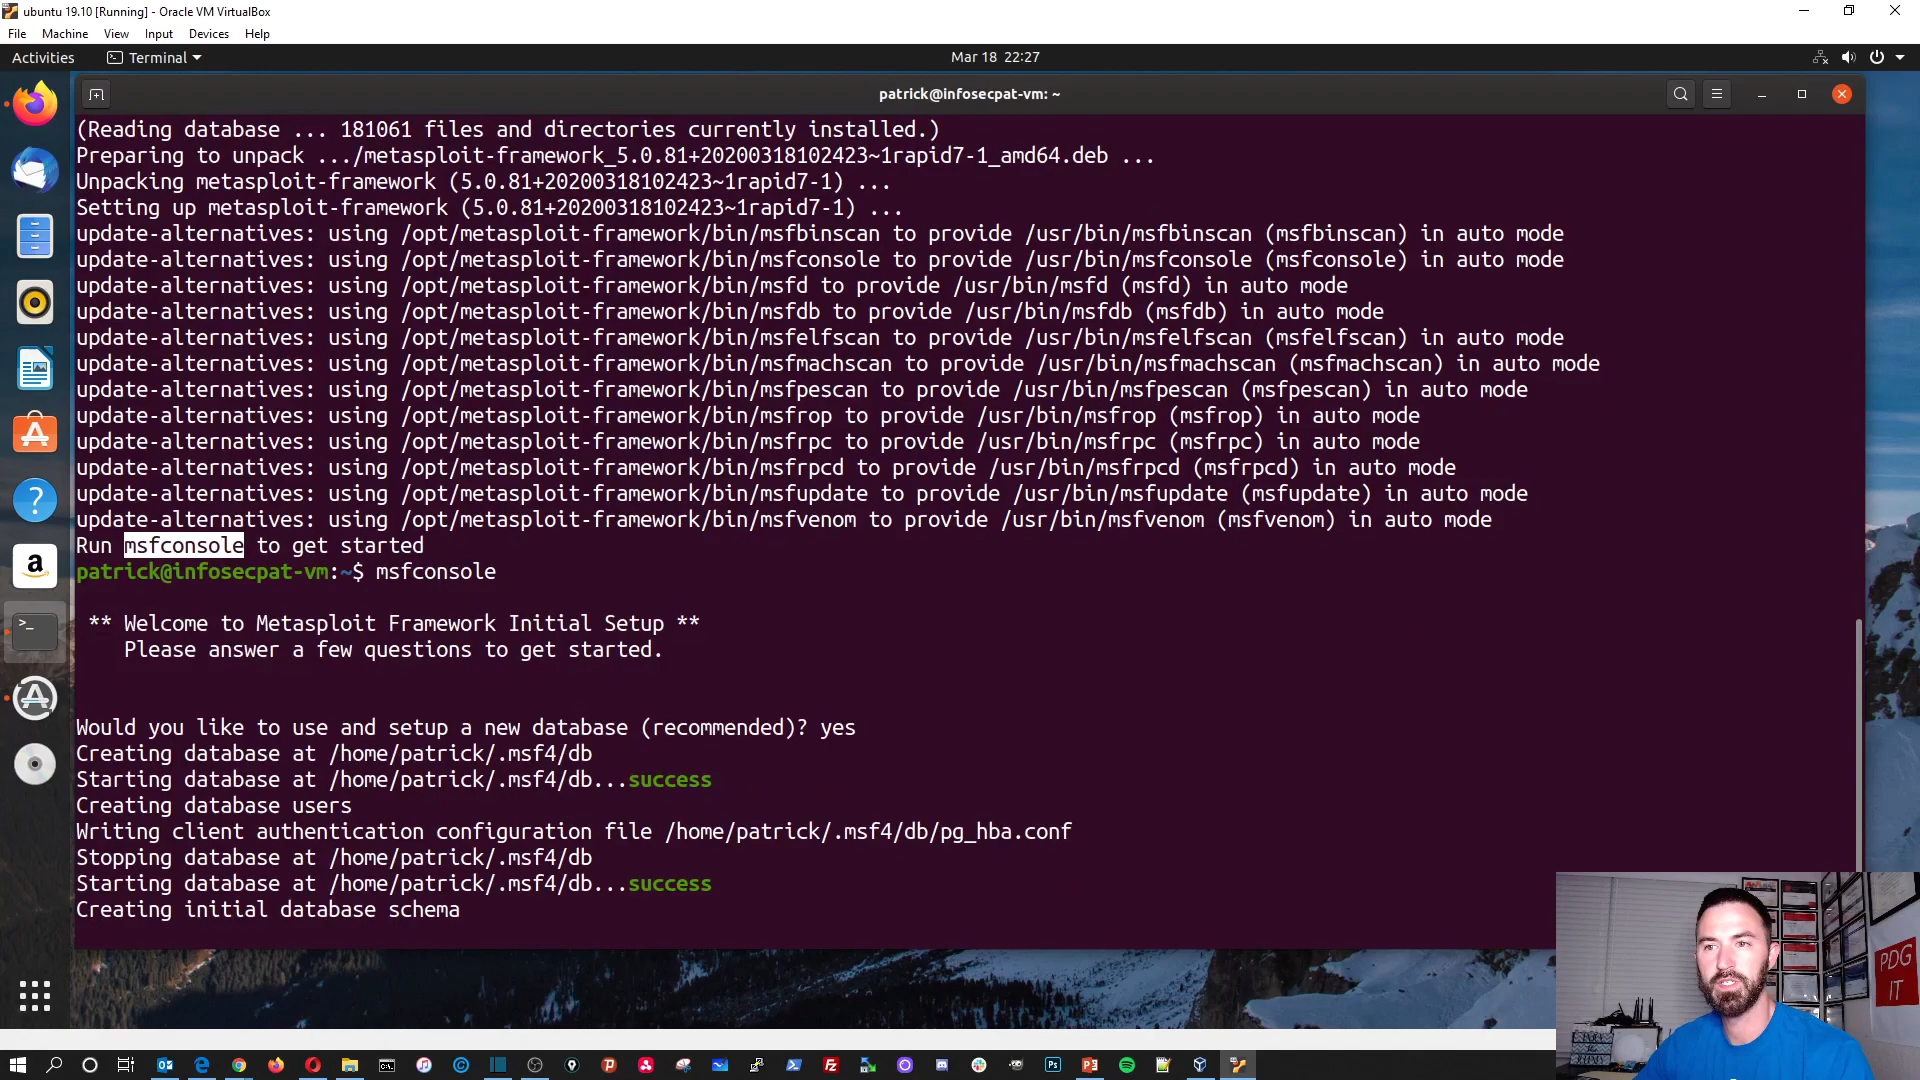 ubuntu 19.10 [Running] - Oracle VM VirtualBox
File Machine View Input Devices Help
Activities Terminal Mar 18 22:27
patrick@infosecpat-vm: ~
(Reading database ... 181061 files and directories currently installed.)
Preparing to unpack .../metasploit-framework_5.0.81+20200318102423~1rapid7-1_amd64.deb ...
Unpacking metasploit-framework (5.0.81+20200318102423~1rapid7-1) ...
Setting up metasploit-framework (5.0.81+20200318102423~1rapid7-1) ...
update-alternatives: using /opt/metasploit-framework/bin/msfbinscan to provide /usr/bin/msfbinscan (msfbinscan) in auto mode
update-alternatives: using /opt/metasploit-framework/bin/msfconsole to provide /usr/bin/msfconsole (msfconsole) in auto mode
update-alternatives: using /opt/metasploit-framework/bin/msfd to provide /usr/bin/msfd (msfd) in auto mode
update-alternatives: using /opt/metasploit-framework/bin/msfdb to provide /usr/bin/msfdb (msfdb) in auto mode
update-alternatives: using /opt/metasploit-framework/bin/msfelfscan to provide /usr/bin/msfelfscan (msfelfscan) in auto mode
update-alternatives: using /opt/metasploit-framework/bin/msfmachscan to provide /usr/bin/msfmachscan (msfmachscan) in auto mode
update-alternatives: using /opt/metasploit-framework/bin/msfpescan to provide /usr/bin/msfpescan (msfpescan) in auto mode
update-alternatives: using /opt/metasploit-framework/bin/msfrop to provide /usr/bin/msfrop (msfrop) in auto mode
update-alternatives: using /opt/metasploit-framework/bin/msfrpc to provide /usr/bin/msfrpc (msfrpc) in auto mode
update-alternatives: using /opt/metasploit-framework/bin/msfrpcd to provide /usr/bin/msfrpcd (msfrpcd) in auto mode
update-alternatives: using /opt/metasploit-framework/bin/msfupdate to provide /usr/bin/msfupdate (msfupdate) in auto mode
update-alternatives: using /opt/metasploit-framework/bin/msfvenom to provide /usr/bin/msfvenom (msfvenom) in auto mode
Run msfconsole to get started
patrick@infosecpat-vm:~$ msfconsole
** Welcome to Metasploit Framework Initial Setup **
Please answer a few questions to get started.
Would you like to use and setup a new database (recommended)? yes
Creating database at /home/patrick/.msf4/db
Starting database at /home/patrick/.msf4/db...success
Creating database users
Writing client authentication configuration file /home/patrick/.msf4/db/pg_hba.conf
Stopping database at /home/patrick/.msf4/db
Starting database at /home/patrick/.msf4/db...success
Creating initial database schema
PDG
IT